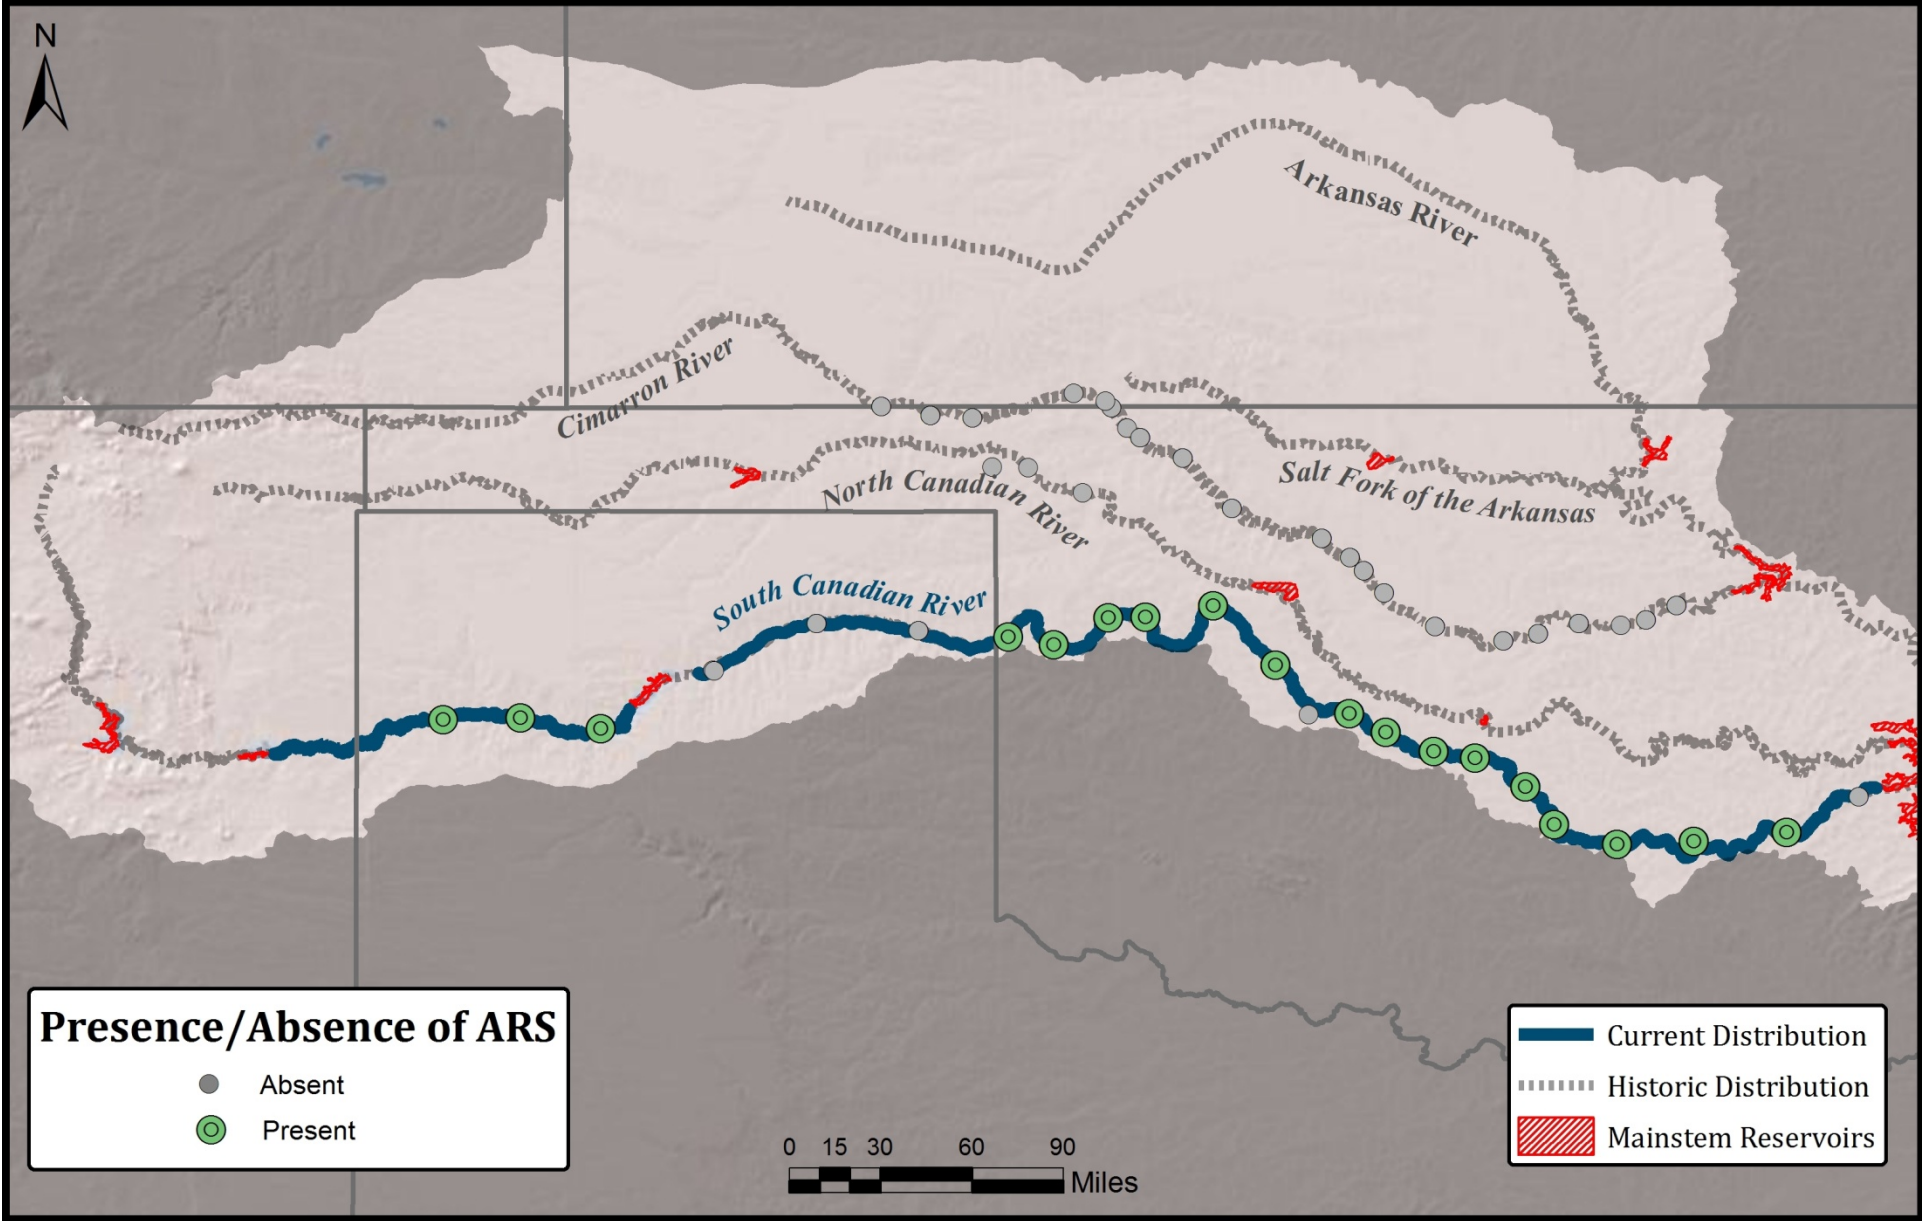 N
Arkansas River
Cimarron River
Salt Fork of the Arkansas
North Canadian River
South Canadian River
Presence/Absence of ARS
Absent
Present
0 15 30 60 90
Miles
Current Distribution
Historic Distribution
Mainstem Reservoirs